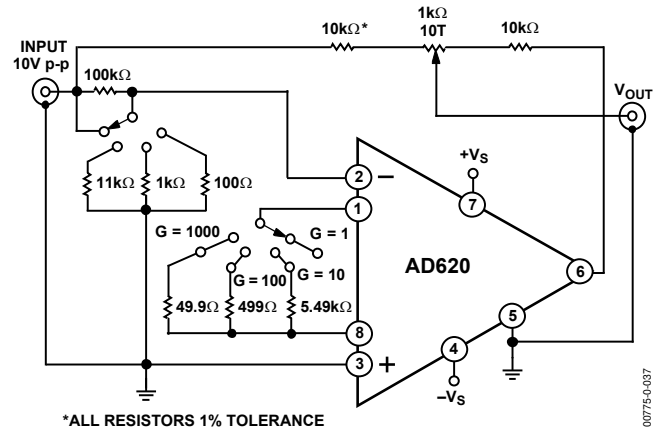 INPUT
10V p-p
100kΩ
10kΩ*
1kΩ
10T
10kΩ
VOUT
11kΩ
1kΩ
100Ω
+VS
2
−
1
7
G = 1000
G = 1
G = 100
G = 10
AD620
6
49.9Ω
499Ω
5.49kΩ
5
8
4
3
+
−VS
*ALL RESISTORS 1% TOLERANCE
00775-0-037